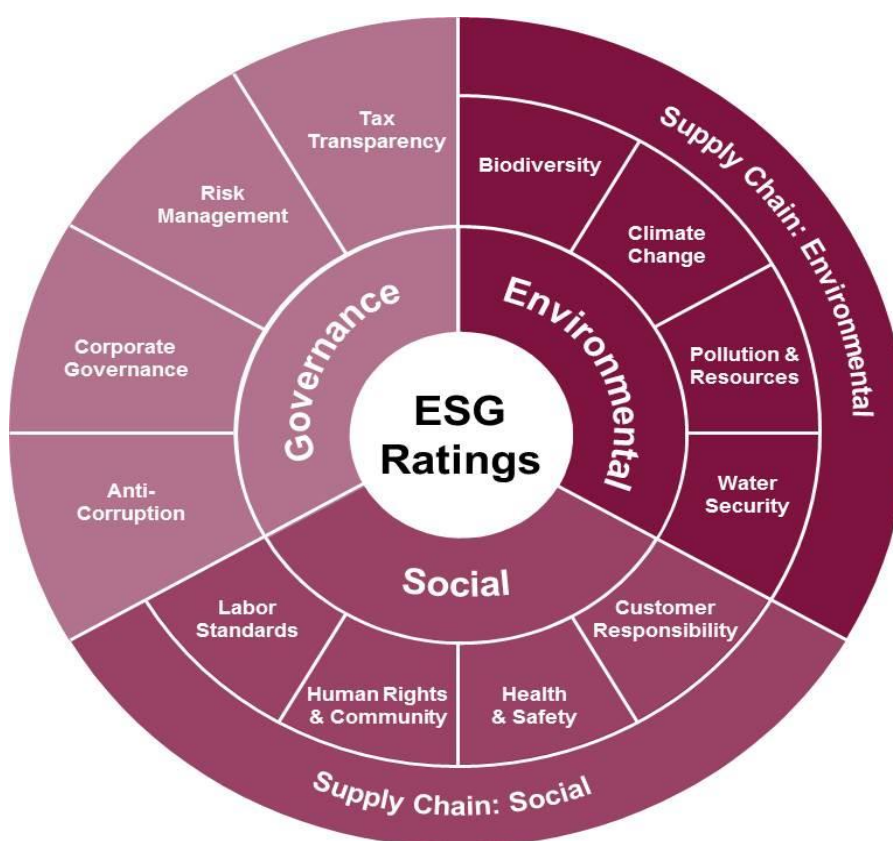 ESG
Ratings
Governance
Environmental
Social
Tax
Transparency
Risk
Management
Corporate
Governance
Anti-
Corruption
Biodiversity
Climate
Change
Pollution &
Resources
Water
Security
Supply Chain: Environmental
Customer
Responsibility
Health
& Safety
Human Rights
& Community
Labor
Standards
Supply Chain: Social